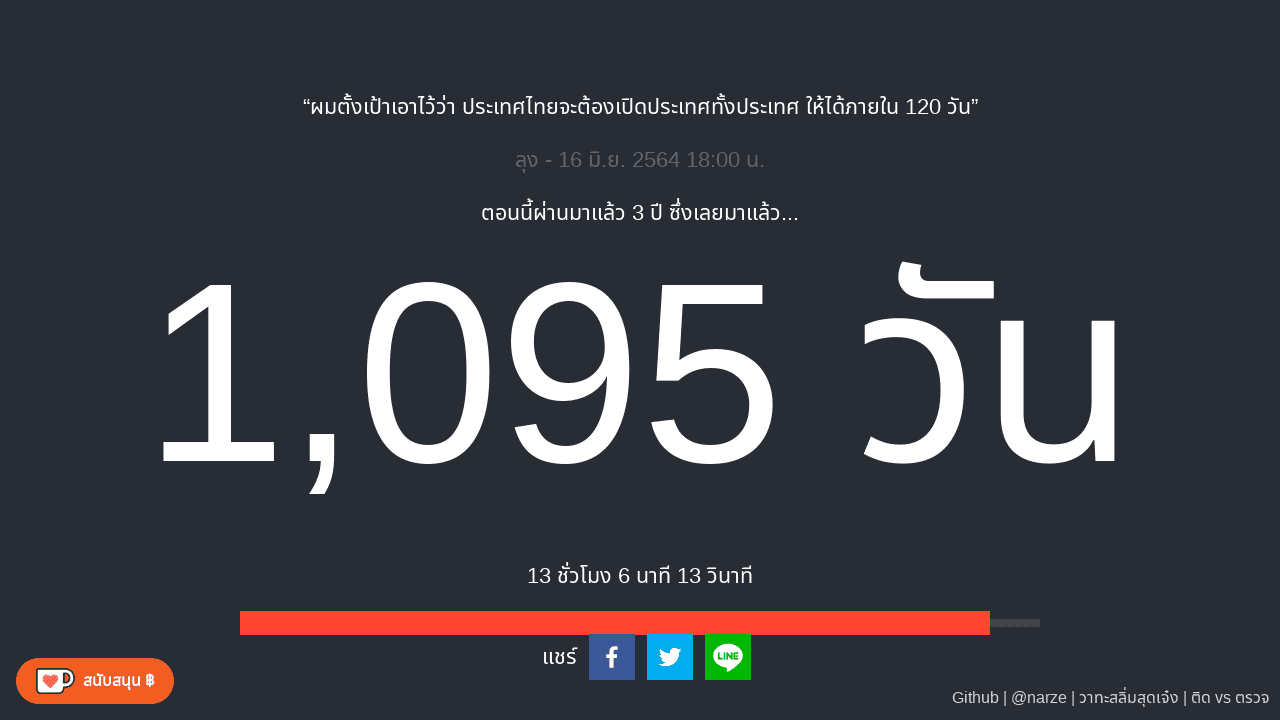 “ผมตั้งเป้าเอาไว้ว่า ประเทศไทยจะต้องเปิดประเทศทั้งประเทศ ให้ได้ภายใน 120 วัน”
ลุง - 16 มิ.ย. 2564 18:00 น.
ตอนนี้ผ่านมาแล้ว 3 ปี ซึ่งเลยมาแล้ว...
1,095 วัน
13 ชั่วโมง 6 นาที 13 วินาที
แชร์
LINE
สนับสนุน ฿
Github | @narze | วาทะสลิ่มสุดเจ๋ง | ติด vs ตรวจ